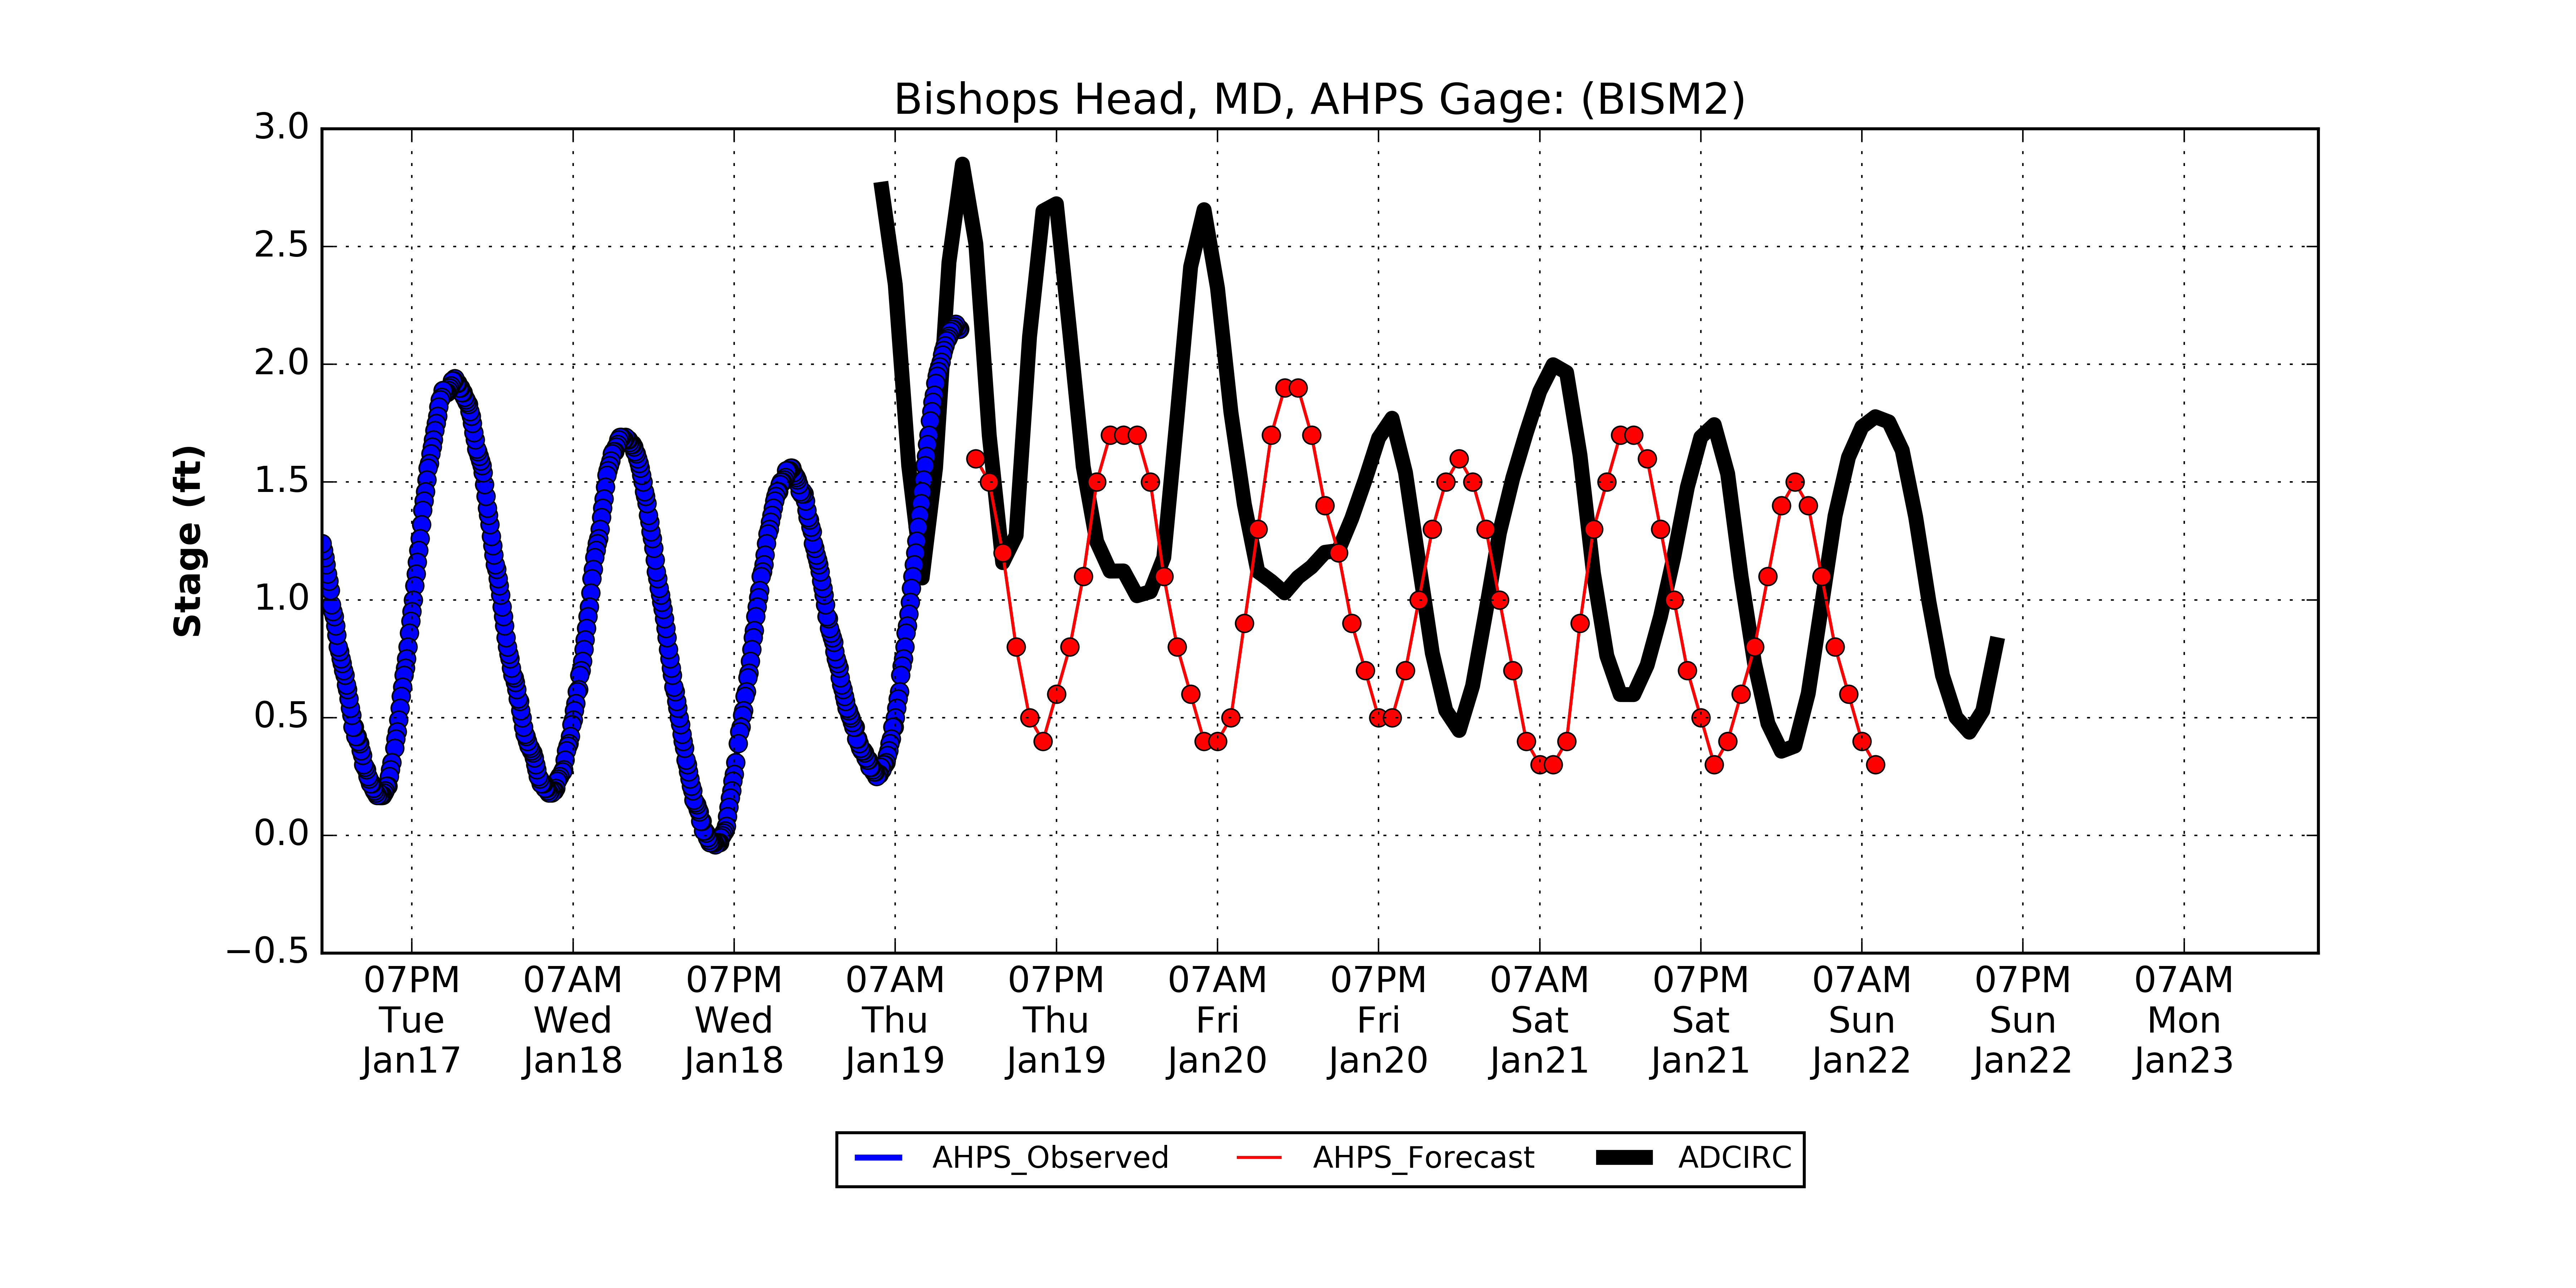 Bishops Head, MD, AHPS Gage: (BISM2)
Stage (ft)
3.0
2.5
2.0
1.5
1.0
0.5
0.0
−0.5
07PM 07AM 07PM 07AM 07PM 07AM 07PM 07AM 07PM 07AM 07PM 07AM
Tue Wed Wed Thu Thu Fri Fri Sat Sat Sun Sun Mon
Jan17 Jan18 Jan18 Jan19 Jan19 Jan20 Jan20 Jan21 Jan21 Jan22 Jan22 Jan23
AHPS_Observed AHPS_Forecast ADCIRC